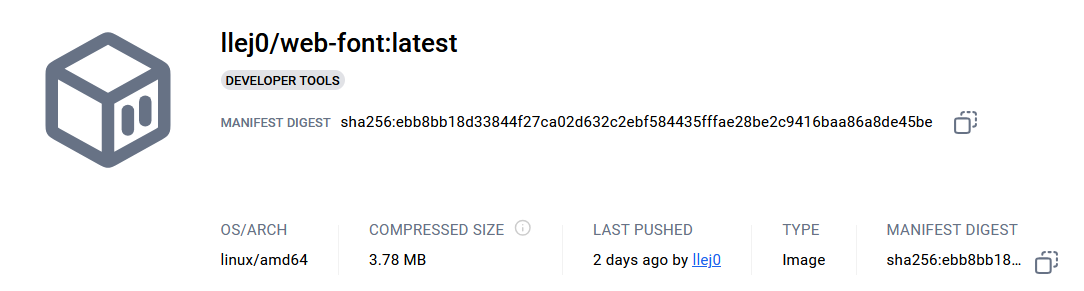 llej0/web-font:latest
DEVELOPER TOOLS
MANIFEST DIGEST sha256:ebb8bb18d33844f27ca02d632c2ebf584435fffae28be2c9416baa86a8de45be
OS/ARCH COMPRESSED SIZE LAST PUSHED TYPE MANIFEST DIGEST
linux/amd64 3.78 MB 2 days ago by llej0 Image sha256:ebb8bb18...